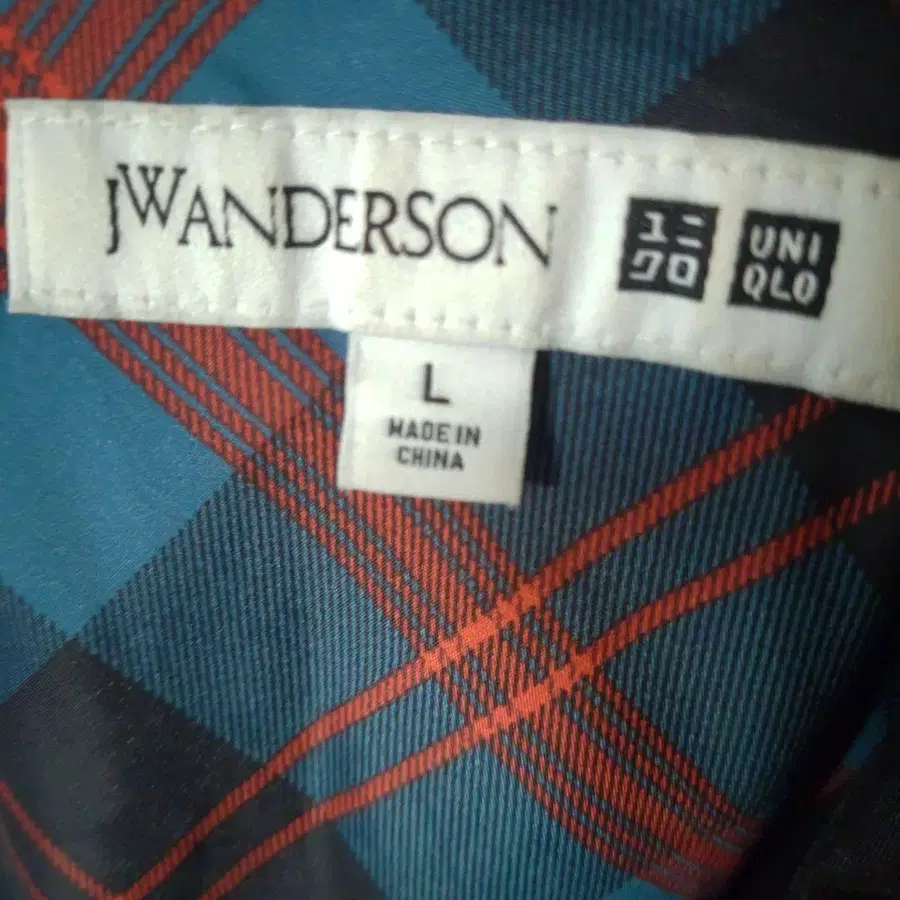 JWANDERSON
ユニ
クロ
UNI
QLO
L
MADE IN
CHINA